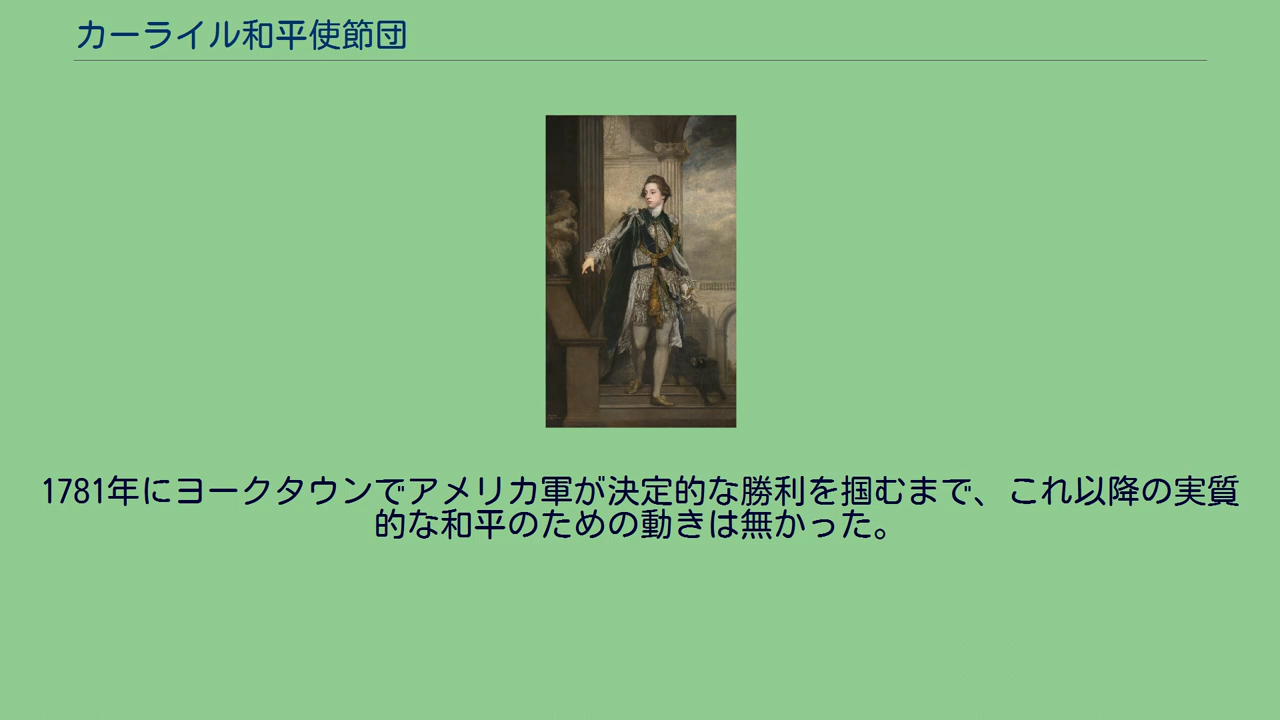 カーライル和平使節団
1781年にヨークタウンでアメリカ軍が決定的な勝利を掴むまで、これ以降の実質
的な和平のための動きは無かった。